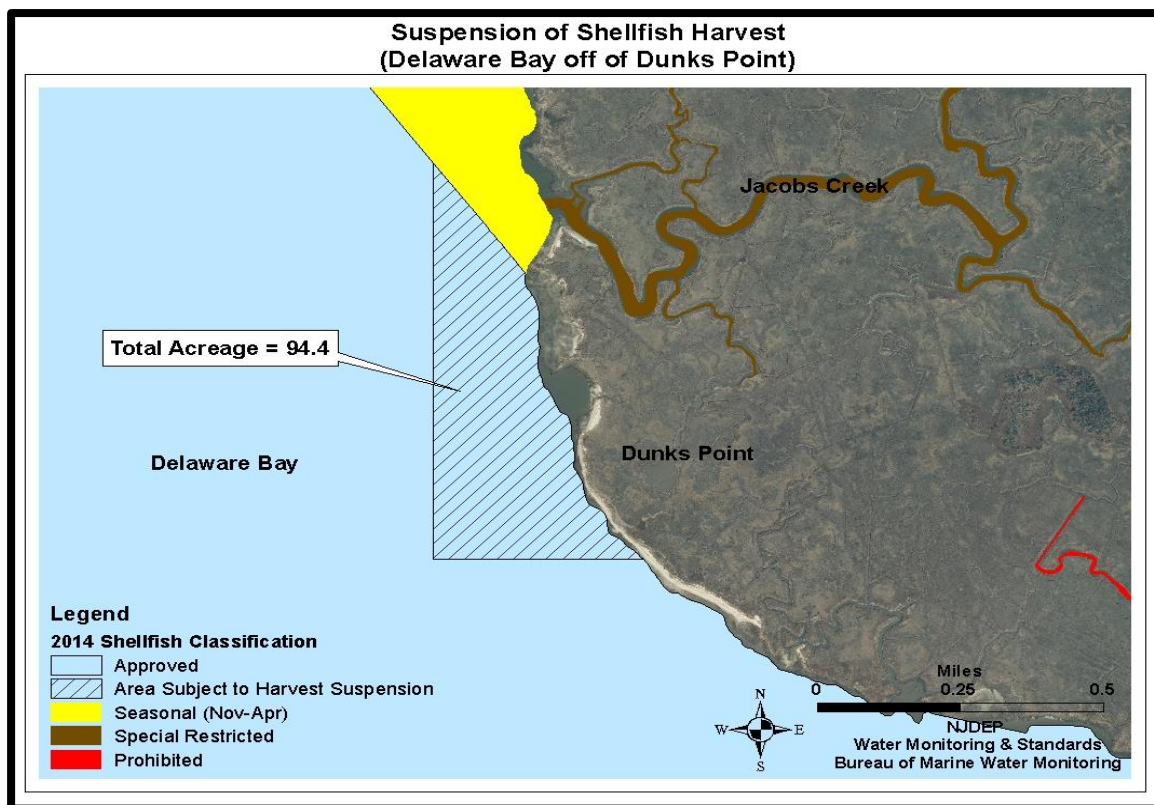 Suspension of Shellfish Harvest
(Delaware Bay off of Dunks Point)
Jacobs Creek
Total Acreage = 94.4
Delaware Bay
Dunks Point
Legend
2014 Shellfish Classification
Approved
Area Subject to Harvest Suspension
Seasonal (Nov-Apr)
Special Restricted
Prohibited
N
W
E
S
Miles
0
0.25
0.5
NJDEP
Water Monitoring & Standards
Bureau of Marine Water Monitoring